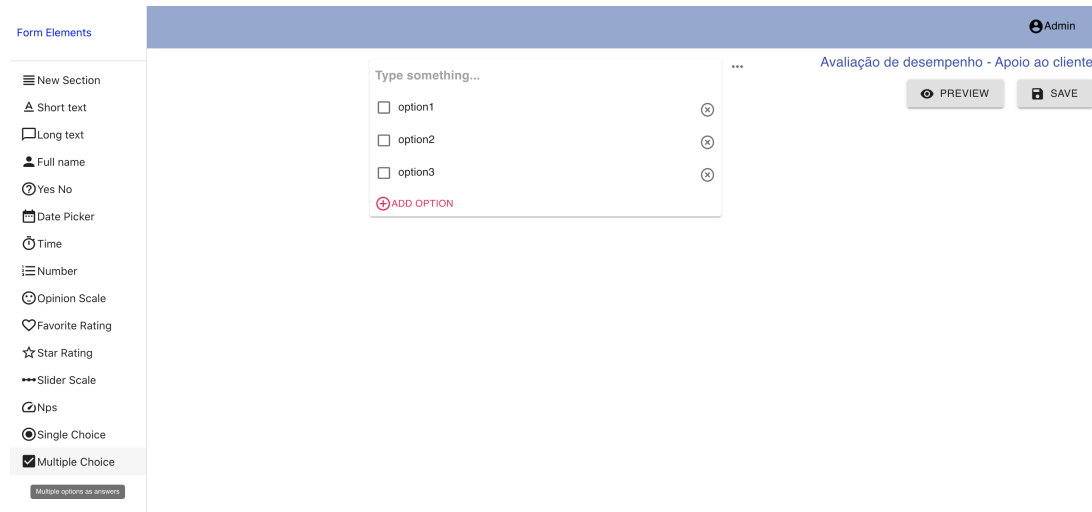 Form Elements
Admin
New Section
Short text
Long text
Full name
Yes No
Date Picker
Time
Number
Opinion Scale
Favorite Rating
Star Rating
Slider Scale
Nps
Single Choice
Multiple Choice
Multiple options as answers
Type something...
option1
option2
option3
ADD OPTION
Avaliação de desempenho - Apoio ao cliente
PREVIEW
SAVE